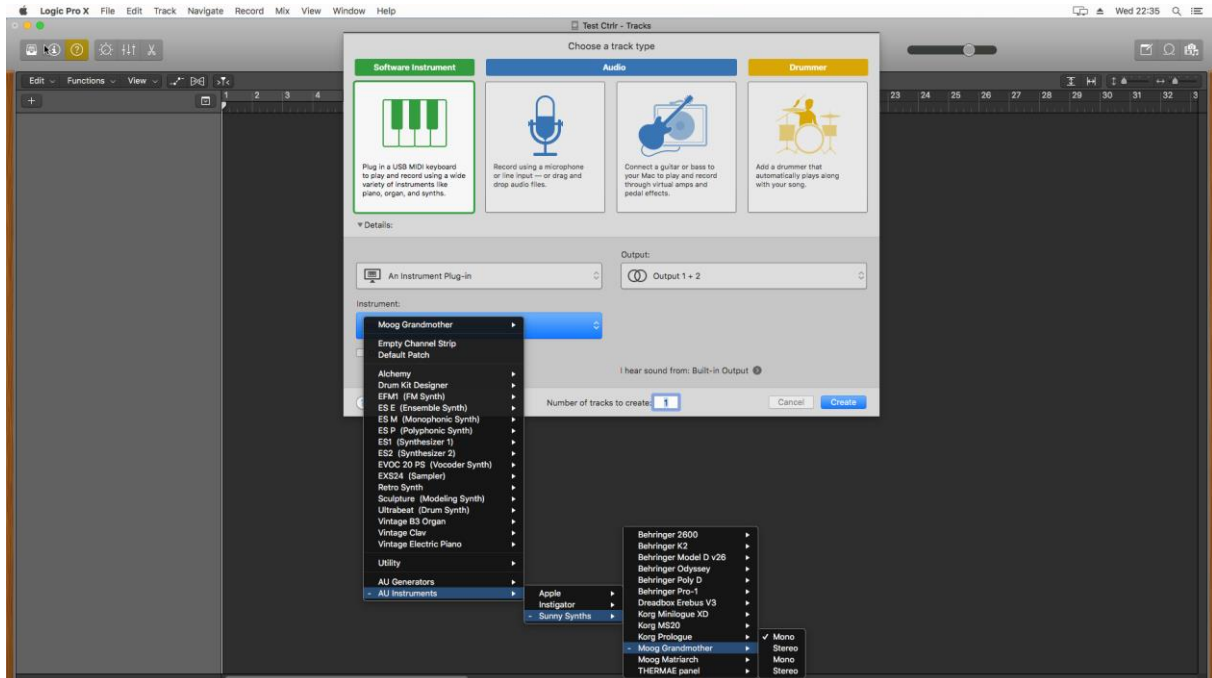 Logic Pro X File Edit Track Navigate Record Mix View Window Help
Wed 22:35
Test Ctrlr - Tracks
Choose a track type
Edit Functions View
1 2 3 4
23 24 25 26 27 28 29 30 31 32 3
Software Instrument
Audio
Drummer
Plug in a USB MIDI keyboard
to play and record using a wide
variety of instruments like
piano, organ, and synths.
Record using a microphone
or line input — or drag and
drop audio files.
Connect a guitar or bass to
your Mac to play and record
through virtual amps and
pedal effects.
Add a drummer that
automatically plays along
with your song.
Details:
Output:
An Instrument Plug-in
Output 1 + 2
Instrument:
I hear sound from: Built-in Output
Number of tracks to create: 1
Cancel
Create
Moog Grandmother
Empty Channel Strip
Default Patch
Alchemy
Drum Kit Designer
EFM1 (FM Synth)
ES E (Ensemble Synth)
ES M (Monophonic Synth)
ES P (Polyphonic Synth)
ES1 (Synthesizer 1)
ES2 (Synthesizer 2)
EVOC 20 PS (Vocoder Synth)
EXS24 (Sampler)
Retro Synth
Sculpture (Modeling Synth)
Ultrabeat (Drum Synth)
Vintage B3 Organ
Vintage Clav
Vintage Electric Piano
Utility
AU Generators
- AU Instruments
Apple
Instigator
- Sunny Synths
Behringer 2600
Behringer K2
Behringer Model D v26
Behringer Odyssey
Behringer Poly D
Behringer Pro-1
Dreadbox Erebus V3
Korg Minilogue XD
Korg MS20
Korg Prologue
- Moog Grandmother
Moog Matriarch
THERMAE panel
✓ Mono
Stereo
Mono
Stereo